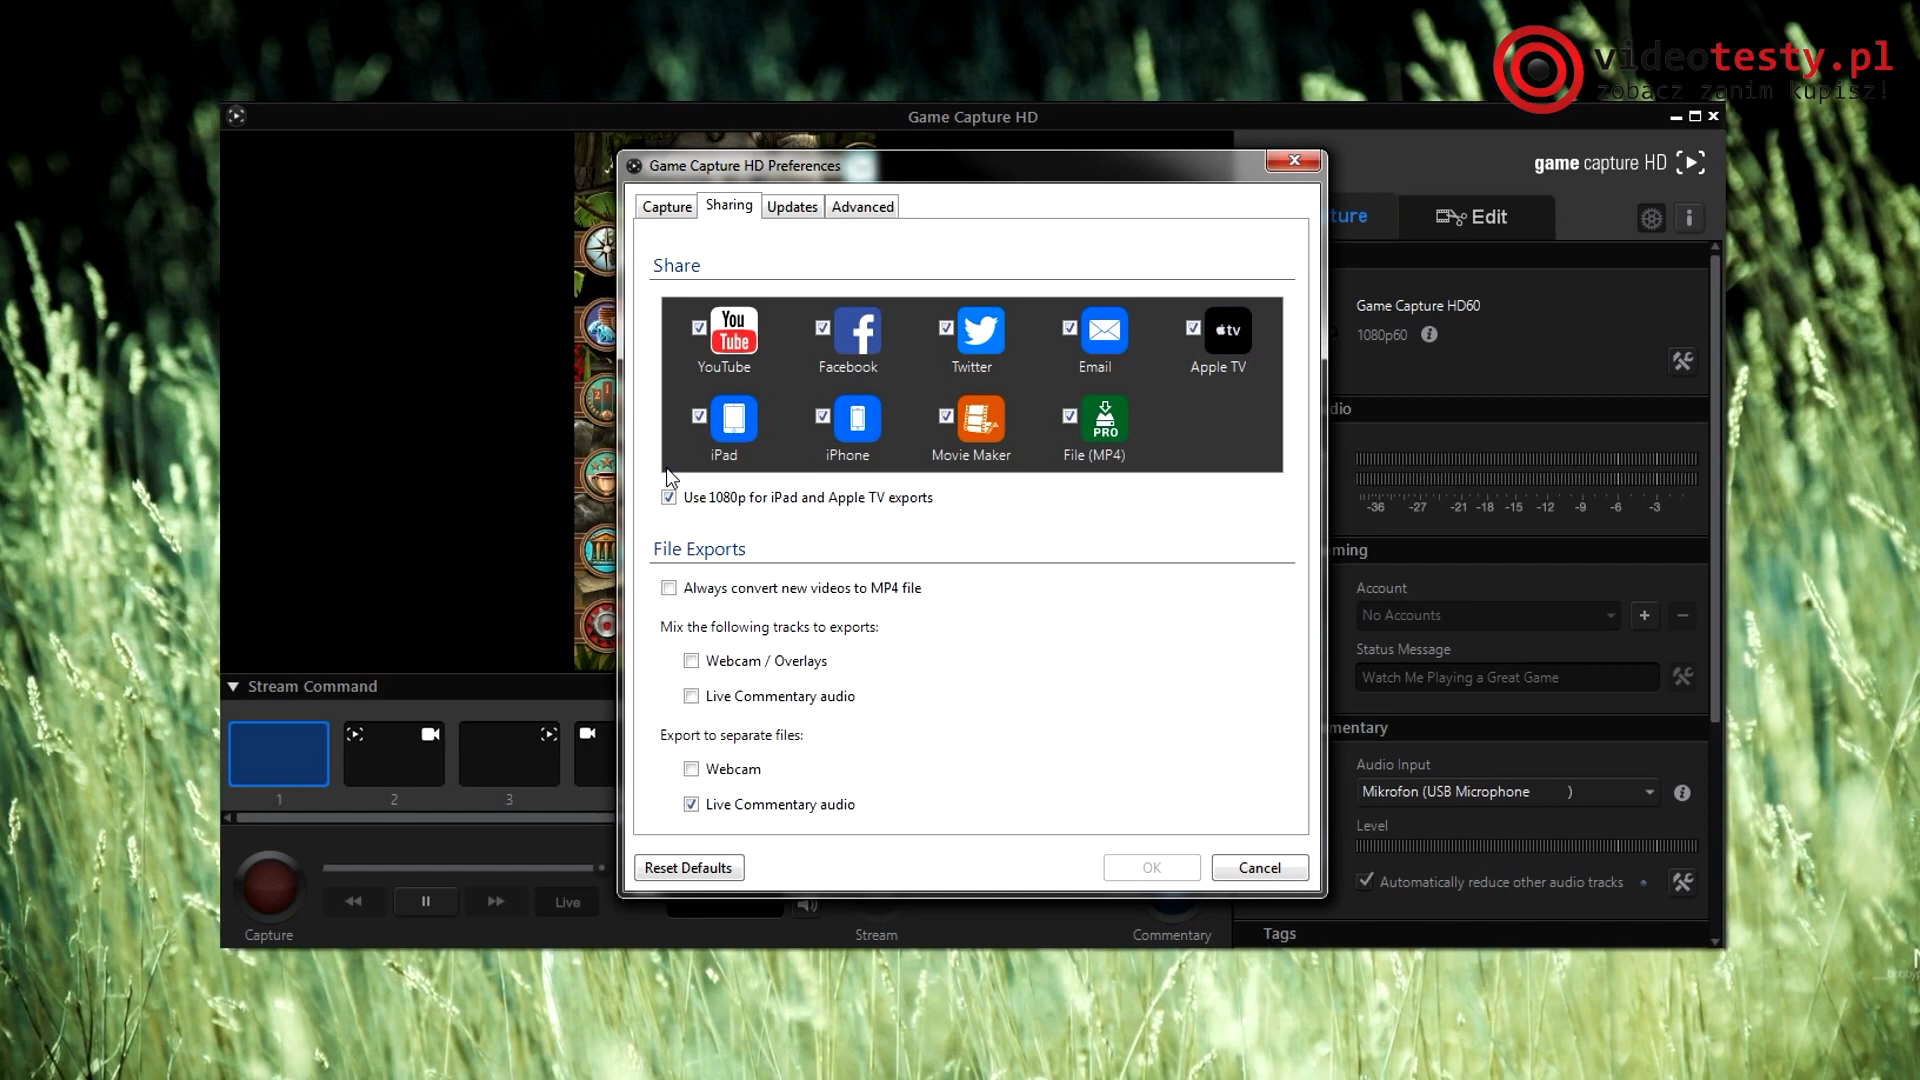 videotesty.pl
zobacz zanim kupisz!
Game Capture HD
game capture HD
Game Capture HD Preferences
Capture
Sharing
Updates
Advanced
Share
You
Tube
tv
YouTube
Facebook
Twitter
Email
Apple TV
PRO
iPad
iPhone
Movie Maker
File (MP4)
Use 1080p for iPad and Apple TV exports
File Exports
Always convert new videos to MP4 file
Mix the following tracks to exports:
Webcam / Overlays
Live Commentary audio
Export to separate files:
Webcam
Live Commentary audio
Reset Defaults
OK
Cancel
ture
Edit
Game Capture HD60
1080p60
dio
-36 -27 -21 -18 -15 -12 -9 -6 -3
ming
Account
No Accounts
Status Message
Watch Me Playing a Great Game
mentary
Audio Input
Mikrofon (USB Microphone )
Level
Automatically reduce other audio tracks
Tags
Stream Command
1
2
3
Live
Capture
Stream
Commentary